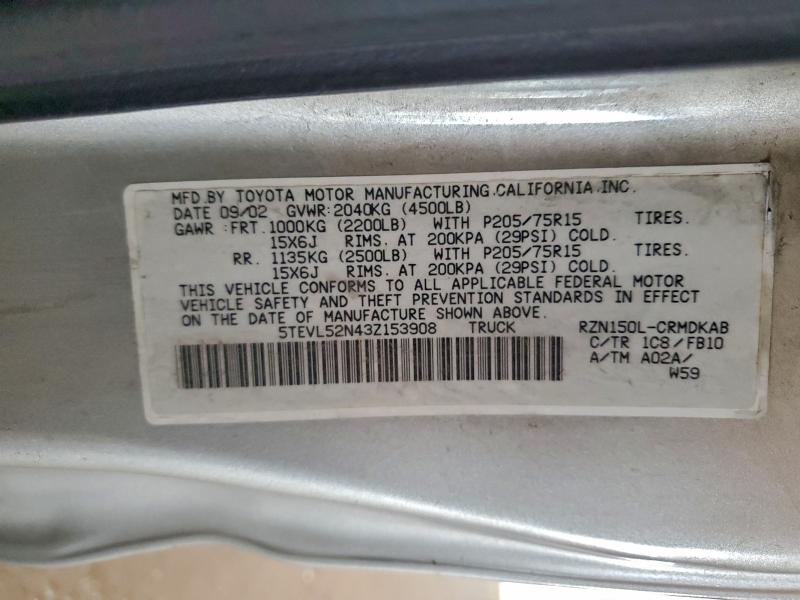 MFD.BY TOYOTA MOTOR MANUFACTURING.CALIFORNIA.INC.
DATE 09/02 GVWR:2040KG (4500LB)
GAWR :FRT.1000KG (2200LB) WITH P205/75R15 TIRES.
15X6J RIMS. AT 200KPA (29PSI) COLD.
RR. 1135KG (2500LB) WITH P205/75R15 TIRES.
15X6J RIMS. AT 200KPA (29PSI) COLD.
THIS VEHICLE CONFORMS TO ALL APPLICABLE FEDERAL MOTOR
VEHICLE SAFETY AND THEFT PREVENTION STANDARDS IN EFFECT
ON THE DATE OF MANUFACTURE SHOWN ABOVE.
5TEVL52N43Z153908 TRUCK RZN150L-CRMDKAB
C/TR 1C8/FB10
A/TM A02A/
W59